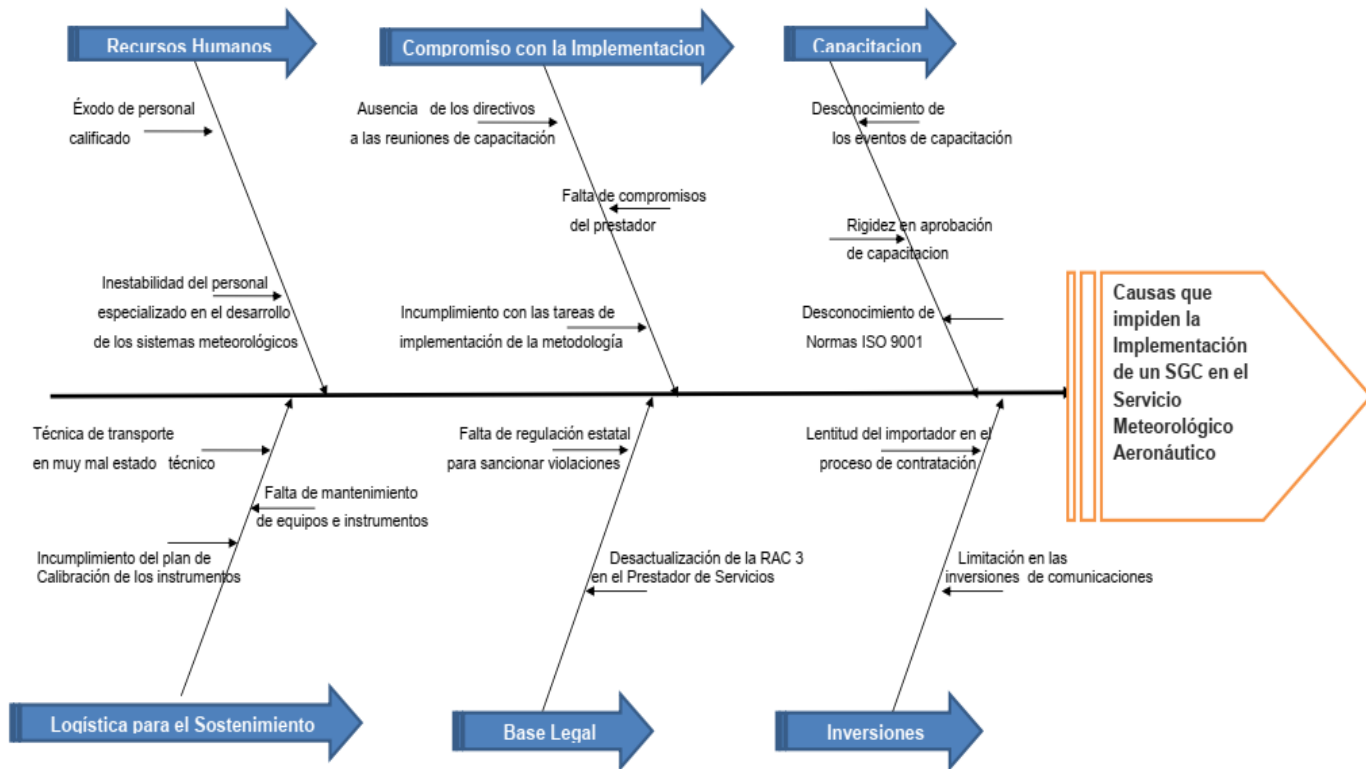 Recursos Humanos
Compromiso con la Implementacion
Capacitacion
Éxodo de personal
calificado
Ausencia de los directivos
a las reuniones de capacitación
Desconocimiento de
los eventos de capacitación
Falta de compromisos
del prestador
Rigidez en aprobación
de capacitacion
Inestabilidad del personal
especializado en el desarrollo
de los sistemas meteorológicos
Incumplimiento con las tareas de
implementación de la metodología
Desconocimiento de
Normas ISO 9001
Causas que
impiden la
Implementación
de un SGC en el
Servicio
Meteorológico
Aeronáutico
Técnica de transporte
en muy mal estado técnico
Falta de mantenimiento
de equipos e instrumentos
Incumplimiento del plan de
Calibración de los instrumentos
Falta de regulación estatal
para sancionar violaciones
Desactualización de la RAC 3
en el Prestador de Servicios
Lentitud del importador en el
proceso de contratación
Limitación en las
inversiones de comunicaciones
Logística para el Sostenimiento
Base Legal
Inversiones